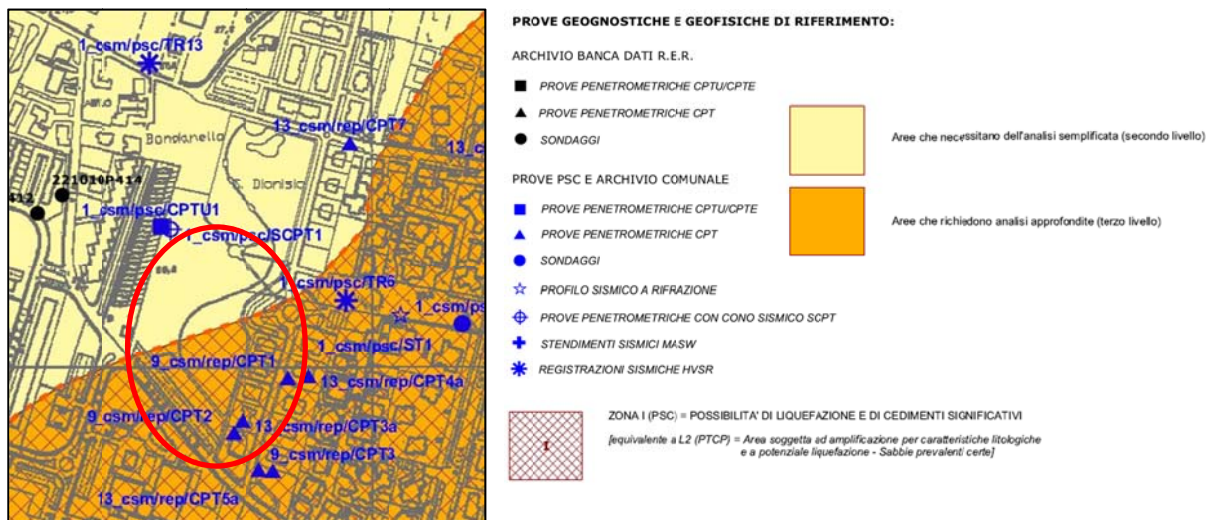 1_csm/psc/TR13
Bondanella
13_csm/rep/CPT7
13_c
S. Dionisio
221010P414
412
1_csm/psc/CPTU1
1_csm/psc/SCPT1
1_csm/psc/TR6
1_csm/ps
1_csm/psc/ST1
9_csm/rep/CPT1
13_csm/rep/CPT4a
9_csm/rep/CPT2
13_csm/rep/CPT3a
9_csm/rep/CPT3
13_csm/rep/CPT5a
PROVE GEOGNOSTICHE E GEOFISICHE DI RIFERIMENTO:
ARCHIVIO BANCA DATI R.E.R.
PROVE PENETROMETRICHE CPTU/CPTE
PROVE PENETROMETRICHE CPT
SONDAGGI
PROVE PSC E ARCHIVIO COMUNALE
PROVE PENETROMETRICHE CPTU/CPTE
PROVE PENETROMETRICHE CPT
SONDAGGI
PROFILO SISMICO A RIFRAZIONE
PROVE PENETROMETRICHE CON CONO SISMICO SCPT
STENDIMENTI SISMICI MASW
REGISTRAZIONI SISMICHE HVSR
Aree che necessitano dell'analisi semplificata (secondo livello)
Aree che richiedono analisi approfondite (terzo livello)
I
ZONA I (PSC) = POSSIBILITA' DI LIQUEFAZIONE E DI CEDIMENTI SIGNIFICATIVI
[equivalente a L2 (PTCP) = Area soggetta ad amplificazione per caratteristiche litologiche
e a potenziale liquefazione - Sabbie prevalenti certe]